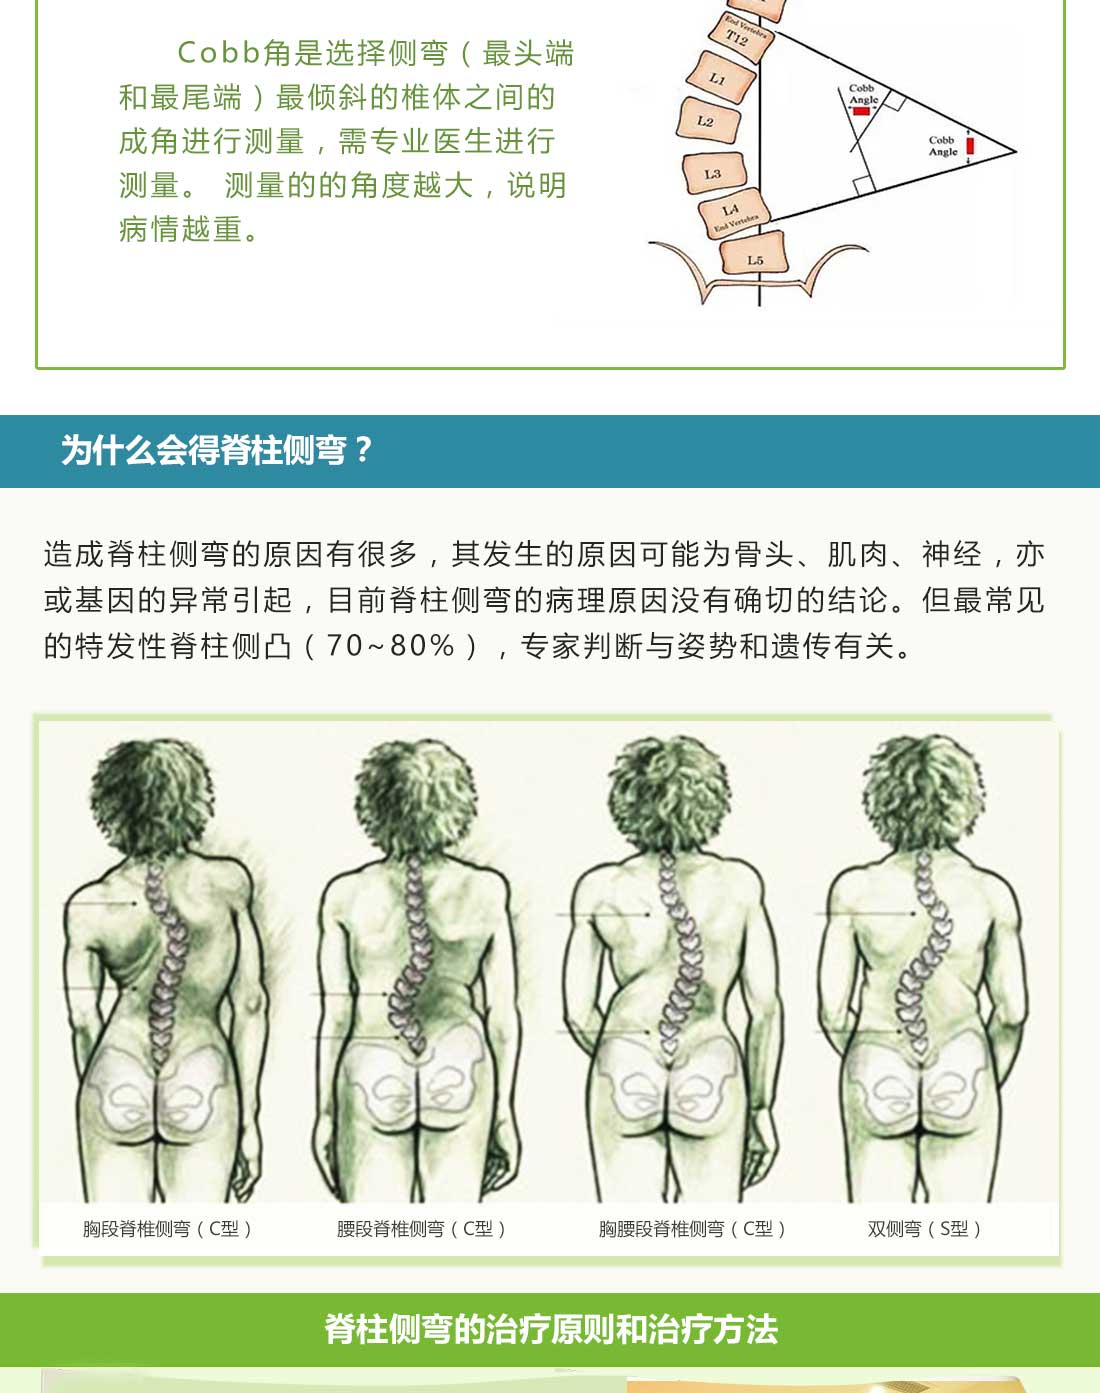 Cobb角是选择侧弯（最头端
和最尾端）最倾斜的椎体之间的
成角进行测量，需专业医生进行
测量。 测量的的角度越大，说明
病情越重。
End Vertebra
T12
L1
L2
L3
L4
End Vertebra
L5
Cobb
Angle
Cobb
Angle
为什么会得脊柱侧弯？
造成脊柱侧弯的原因有很多，其发生的原因可能为骨头、肌肉、神经，亦
或基因的异常引起，目前脊柱侧弯的病理原因没有确切的结论。但最常见
的特发性脊柱侧凸（70~80%），专家判断与姿势和遗传有关。
胸段脊椎侧弯（C型）
腰段脊椎侧弯（C型）
胸腰段脊椎侧弯（C型）
双侧弯（S型）
脊柱侧弯的治疗原则和治疗方法